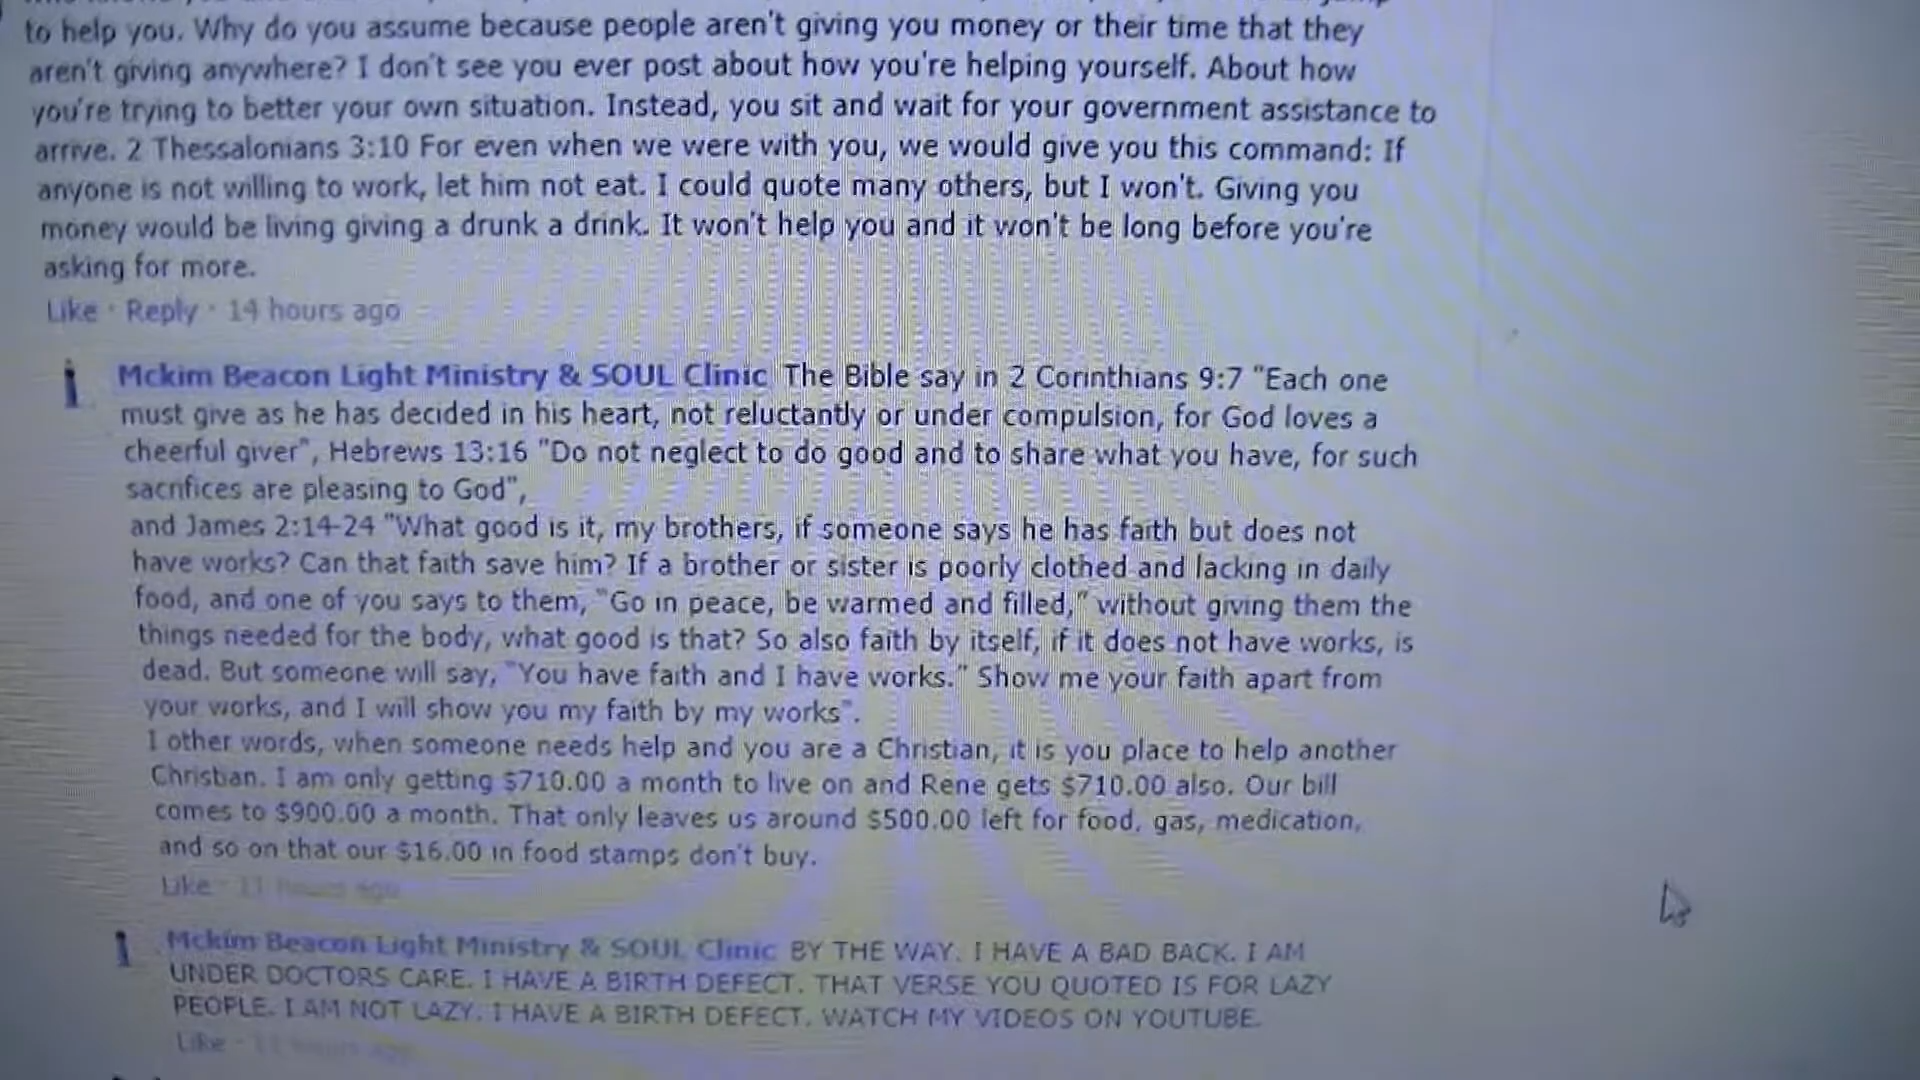 to help you. Why do you assume because people aren't giving you money or their time that they
aren't giving anywhere? I don't see you ever post about how you're helping yourself. About how
you're trying to better your own situation. Instead, you sit and wait for your government assistance to
arrive. 2 Thessalonians 3:10 For even when we were with you, we would give you this command: If
anyone is not willing to work, let him not eat. I could quote many others, but I won't. Giving you
money would be living giving a drunk a drink. It won't help you and it won't be long before you're
asking for more.
Like · Reply · 14 hours ago
Mckim Beacon Light Ministry & SOUL Clinic The Bible say in 2 Corinthians 9:7 "Each one
must give as he has decided in his heart, not reluctantly or under compulsion, for God loves a
cheerful giver", Hebrews 13:16 "Do not neglect to do good and to share what you have, for such
sacrifices are pleasing to God",
and James 2:14-24 "What good is it, my brothers, if someone says he has faith but does not
have works? Can that faith save him? If a brother or sister is poorly clothed and lacking in daily
food, and one of you says to them, "Go in peace, be warmed and filled," without giving them the
things needed for the body, what good is that? So also faith by itself, if it does not have works, is
dead. But someone will say, "You have faith and I have works." Show me your faith apart from
your works, and I will show you my faith by my works".
I other words, when someone needs help and you are a Christian, it is you place to help another
Christian. I am only getting $710.00 a month to live on and Rene gets $710.00 also. Our bill
comes to $900.00 a month. That only leaves us around $500.00 left for food, gas, medication,
and so on that our $16.00 in food stamps don't buy.
Like · 11 hours ago
Mckim Beacon Light Ministry & SOUL Clinic BY THE WAY. I HAVE A BAD BACK. I AM
UNDER DOCTORS CARE. I HAVE A BIRTH DEFECT. THAT VERSE YOU QUOTED IS FOR LAZY
PEOPLE. I AM NOT LAZY. I HAVE A BIRTH DEFECT. WATCH MY VIDEOS ON YOUTUBE.
Like · 11 hours ago